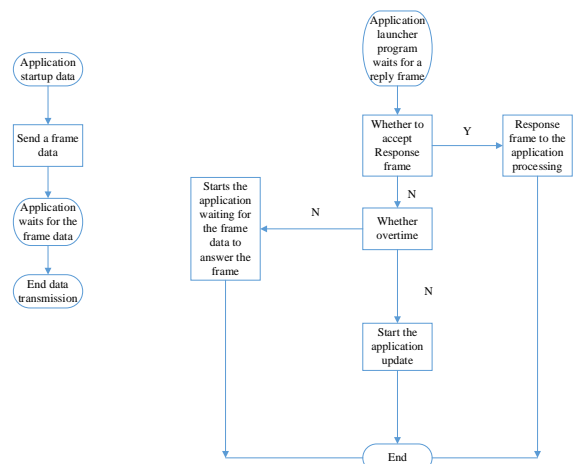 Application
startup data
Send a frame
data
Application
waits for the
frame data
End data
transmission
Application
launcher
program
waits for a
reply frame
Whether to
accept
Response
frame
Y
Response
frame to the
application
processing
N
Whether
overtime
N
Starts the
application
waiting for
the frame
data to
answer the
frame
N
Start the
application
update
End